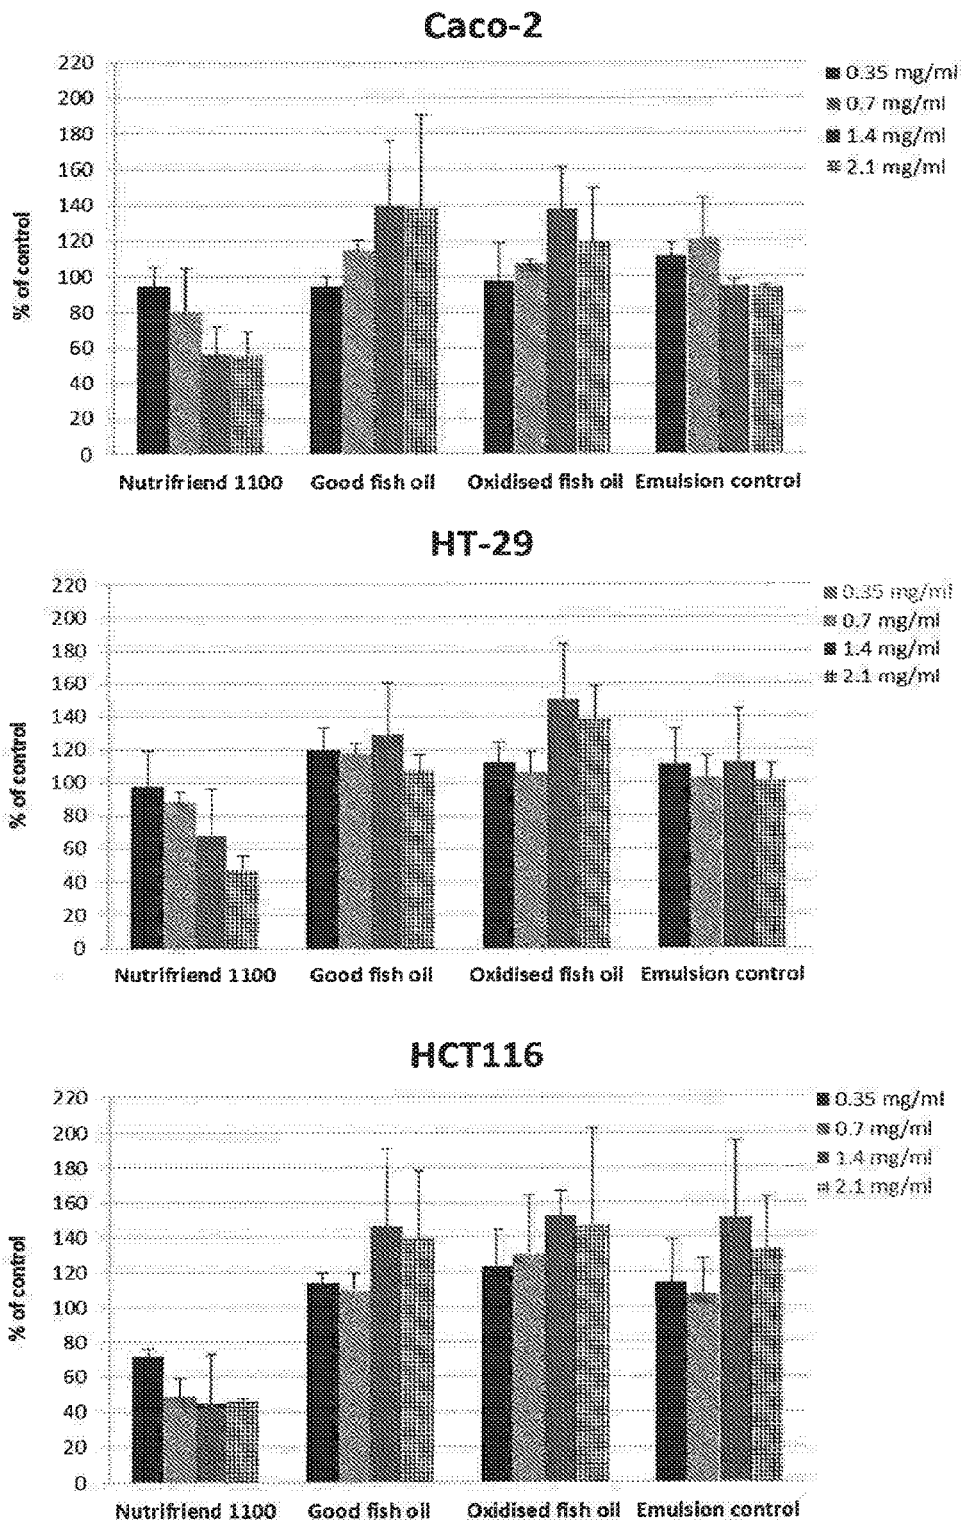 Caco-2
220
200
180
160
140
120
100
80
60
40
20
0
% of control
Nutrifriend 1100 Good fish oil Oxidised fish oil Emulsion control
0.35 mg/ml
0.7 mg/ml
1.4 mg/ml
2.1 mg/ml
HT-29
220
200
180
160
140
120
100
80
60
40
20
0
% of control
Nutrifriend 1100 Good fish oil Oxidised fish oil Emulsion control
0.35 mg/ml
0.7 mg/ml
1.4 mg/ml
2.1 mg/ml
HCT116
220
200
180
160
140
120
100
80
60
40
20
0
% of control
Nutrifriend 1100 Good fish oil Oxidised fish oil Emulsion control
0.35 mg/ml
0.7 mg/ml
1.4 mg/ml
2.1 mg/ml